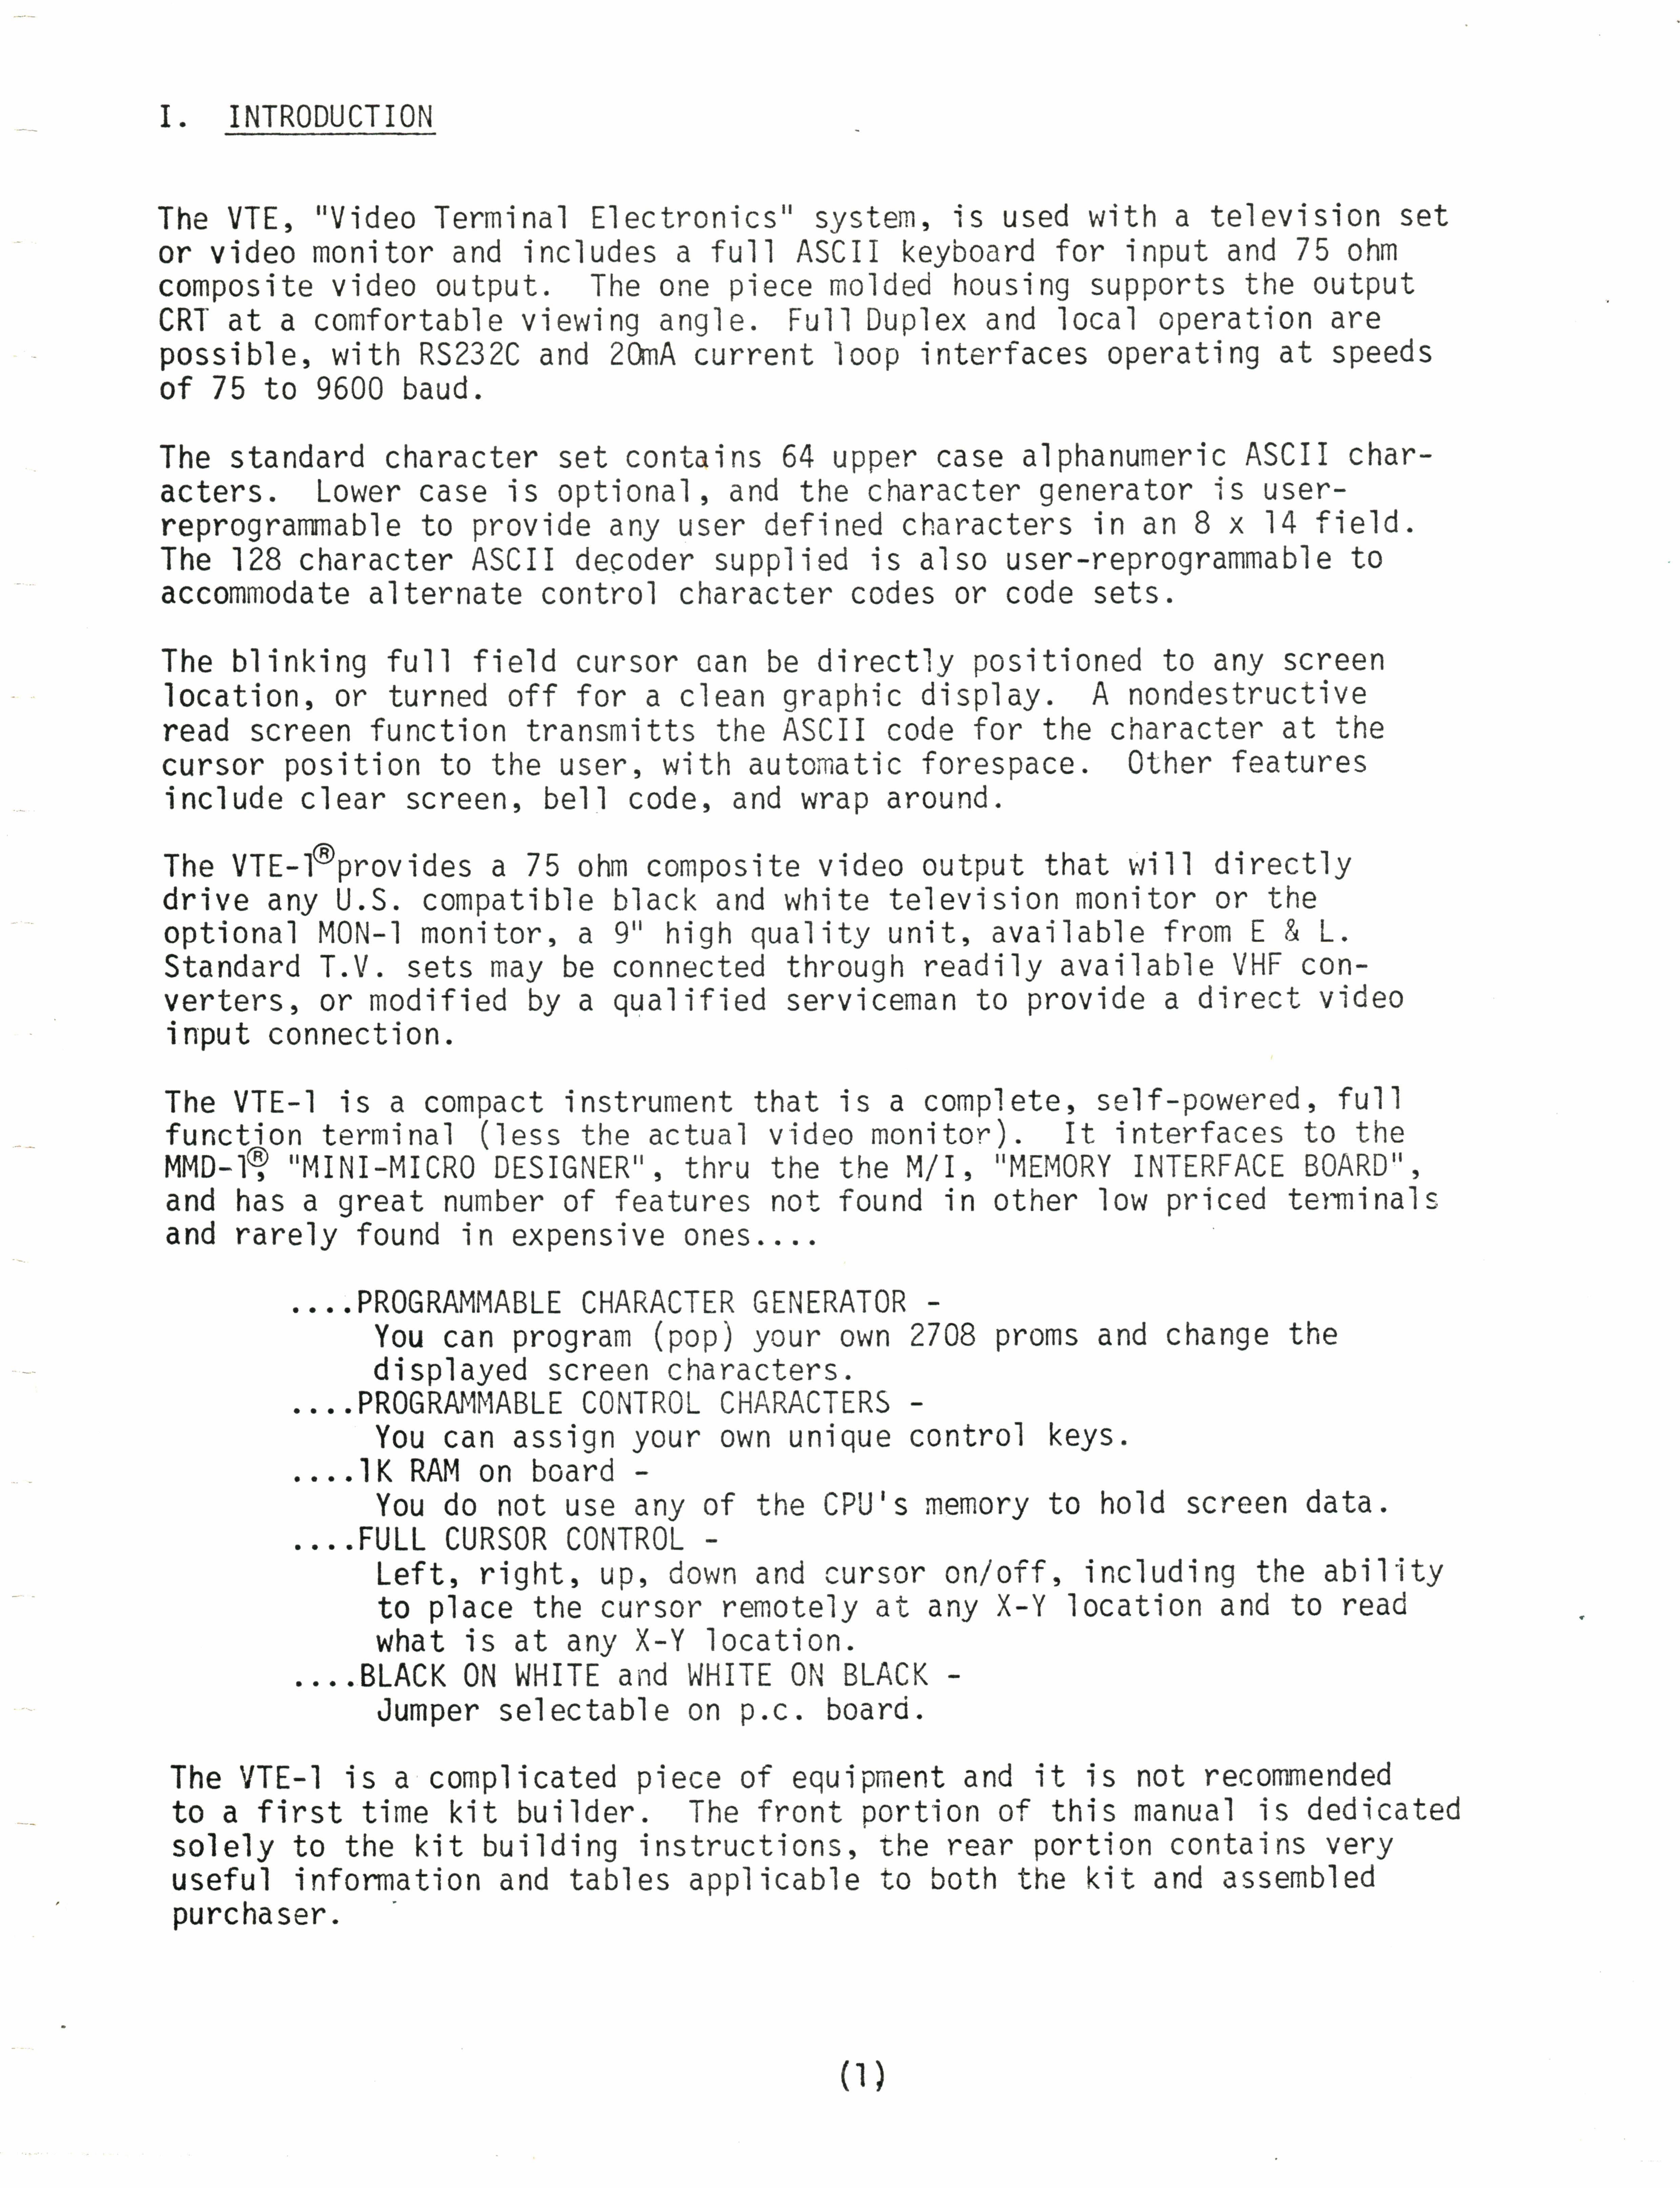 I. INTRODUCTION
The VTE, "Video Terminal Electronics" system, is used with a television set
or video monitor and includes a full ASCII keyboard for input and 75 ohm
composite video output. The one piece molded housing supports the output
CRT at a comfortable viewing angle. Full Duplex and local operation are
possible, with RS232C and 20mA current loop interfaces operating at speeds
of 75 to 9600 baud.
The standard character set contains 64 upper case alphanumeric ASCII char-
acters. Lower case is optional, and the character generator is user-
reprogrammable to provide any user defined characters in an 8 x 14 field.
The 128 character ASCII decoder supplied is also user-reprogrammable to
accommodate alternate control character codes or code sets.
The blinking full field cursor can be directly positioned to any screen
location, or turned off for a clean graphic display. A nondestructive
read screen function transmitts the ASCII code for the character at the
cursor position to the user, with automatic forespace. Other features
include clear screen, bell code, and wrap around.
The VTE-1® provides a 75 ohm composite video output that will directly
drive any U.S. compatible black and white television monitor or the
optional MON-1 monitor, a 9" high quality unit, available from E & L.
Standard T.V. sets may be connected through readily available VHF con-
verters, or modified by a qualified serviceman to provide a direct video
input connection.
The VTE-1 is a compact instrument that is a complete, self-powered, full
function terminal (less the actual video monitor). It interfaces to the
MMD-1®, "MINI-MICRO DESIGNER", thru the the M/I, "MEMORY INTERFACE BOARD",
and has a great number of features not found in other low priced terminals
and rarely found in expensive ones....
....PROGRAMMABLE CHARACTER GENERATOR -
You can program (pop) your own 2708 proms and change the
displayed screen characters.
....PROGRAMMABLE CONTROL CHARACTERS -
You can assign your own unique control keys.
....1K RAM on board -
You do not use any of the CPU's memory to hold screen data.
....FULL CURSOR CONTROL -
Left, right, up, down and cursor on/off, including the ability
to place the cursor remotely at any X-Y location and to read
what is at any X-Y location.
....BLACK ON WHITE and WHITE ON BLACK -
Jumper selectable on p.c. board.
The VTE-1 is a complicated piece of equipment and it is not recommended
to a first time kit builder. The front portion of this manual is dedicated
solely to the kit building instructions, the rear portion contains very
useful information and tables applicable to both the kit and assembled
purchaser.
(1)